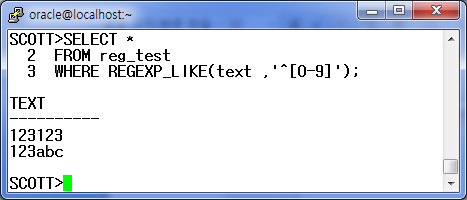 oracle@localhost:~
SCOTT>SELECT *
  2  FROM reg_test
  3  WHERE REGEXP_LIKE(text ,'^[0-9]');
TEXT
----------
123123
123abc
SCOTT>